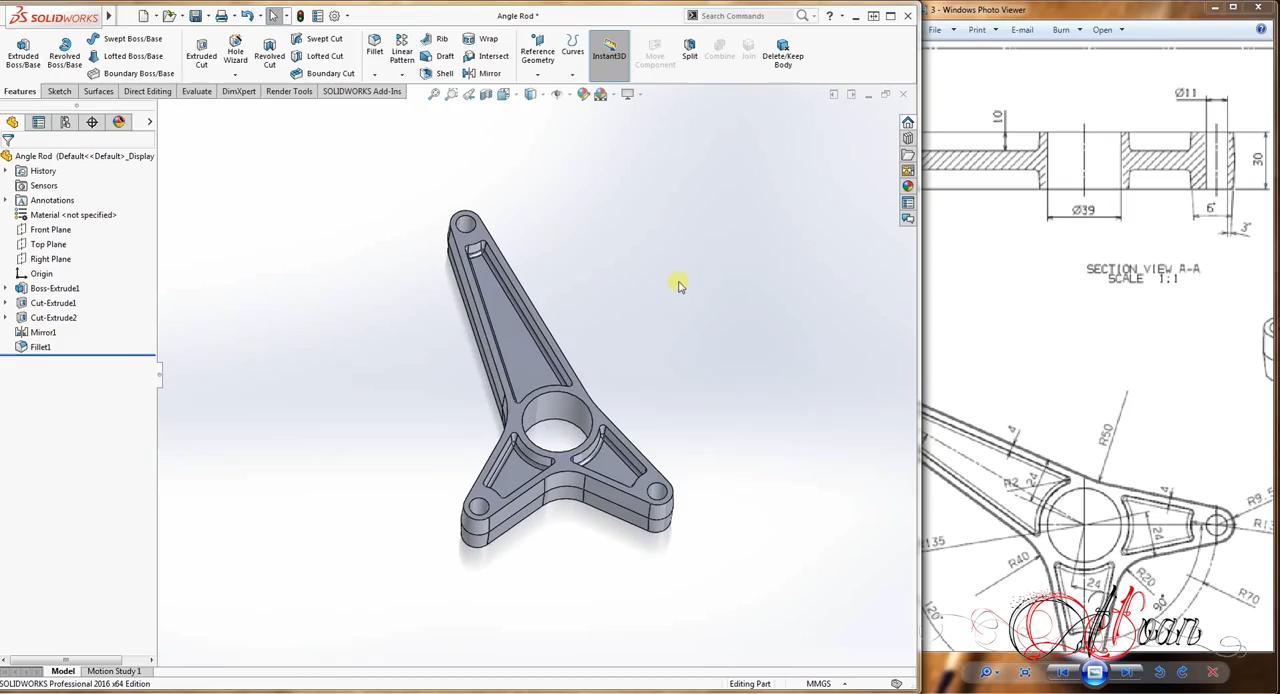 SOLIDWORKS
Angle Rod *
Search Commands
3 - Windows Photo Viewer
File
Print
E-mail
Burn
Open
Extruded Boss/Base
Revolved Boss/Base
Swept Boss/Base
Lofted Boss/Base
Boundary Boss/Base
Extruded Cut
Hole Wizard
Revolved Cut
Swept Cut
Lofted Cut
Boundary Cut
Fillet
Linear Pattern
Rib
Draft
Shell
Wrap
Intersect
Mirror
Reference Geometry
Curves
Instant3D
Move Component
Split
Combine
Join
Delete/Keep Body
Features
Sketch
Surfaces
Direct Editing
Evaluate
DimXpert
Render Tools
SOLIDWORKS Add-Ins
Angle Rod (Default<<Default>_Display
History
Sensors
Annotations
Material <not specified>
Front Plane
Top Plane
Right Plane
Origin
Boss-Extrude1
Cut-Extrude1
Cut-Extrude2
Mirror1
Fillet1
Ø11
10
30
Ø39
6°
3°
SECTION VIEW A-A
SCALE 1:1
4
R50
R2
24
4
R9.5
24
R135
R40
24
R20
90°
R70
120°
Model
Motion Study 1
SOLIDWORKS Professional 2016 x64 Edition
Editing Part
MMGS